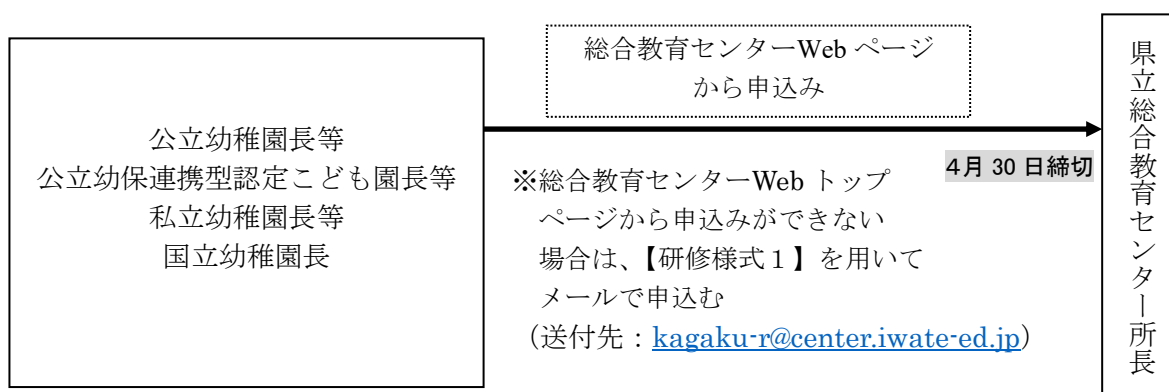 公立幼稚園長等
公立幼保連携型認定こども園長等
私立幼稚園長等
国立幼稚園長
総合教育センターWeb ページ
から申込み
4月 30 日締切
※総合教育センターWeb トップ
ページから申込みができない
場合は、【研修様式１】を用いて
メールで申込む
（送付先：kagaku-r@center.iwate-ed.jp）
県立総合教育センター所長